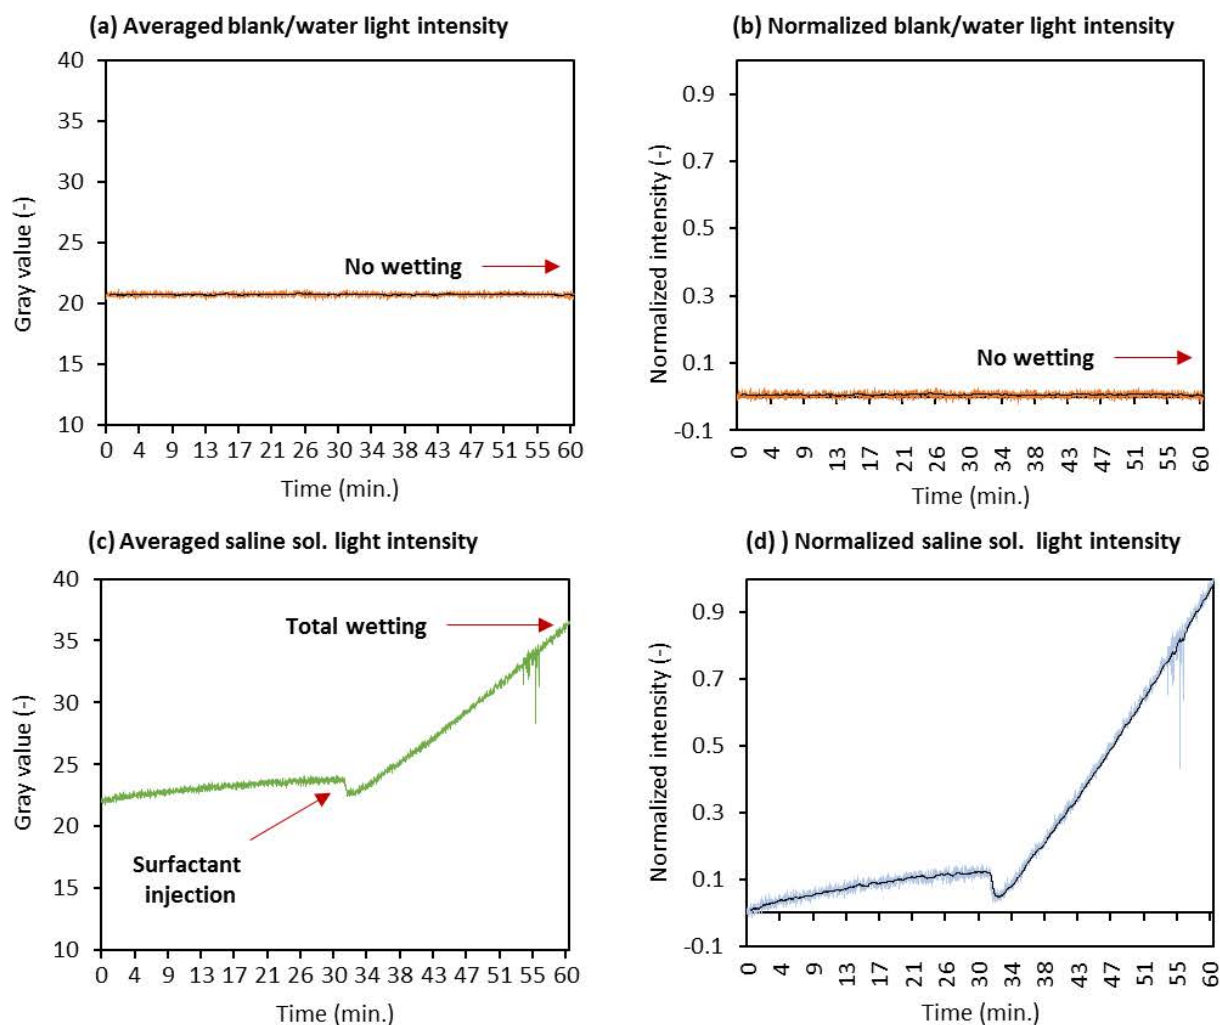 (a) Averaged blank/water light intensity
40
35
30
25
20
15
10
Gray value (-)
No wetting
0 4 9 13 17 21 26 30 34 38 43 47 51 55 60
Time (min.)
(b) Normalized blank/water light intensity
0.9
0.7
0.5
0.3
0.1
-0.1
Normalized intensity (-)
No wetting
0 4 9 13 17 21 26 30 34 38 43 47 51 55 60
Time (min.)
(c) Averaged saline sol. light intensity
40
35
30
25
20
15
10
Gray value (-)
Total wetting
Surfactant
injection
0 4 9 13 17 21 26 30 34 38 43 47 51 55 60
Time (min.)
(d) ) Normalized saline sol. light intensity
0.9
0.7
0.5
0.3
0.1
-0.1
Normalized intensity (-)
0 4 9 13 17 21 26 30 34 38 43 47 51 55 60
Time (min.)